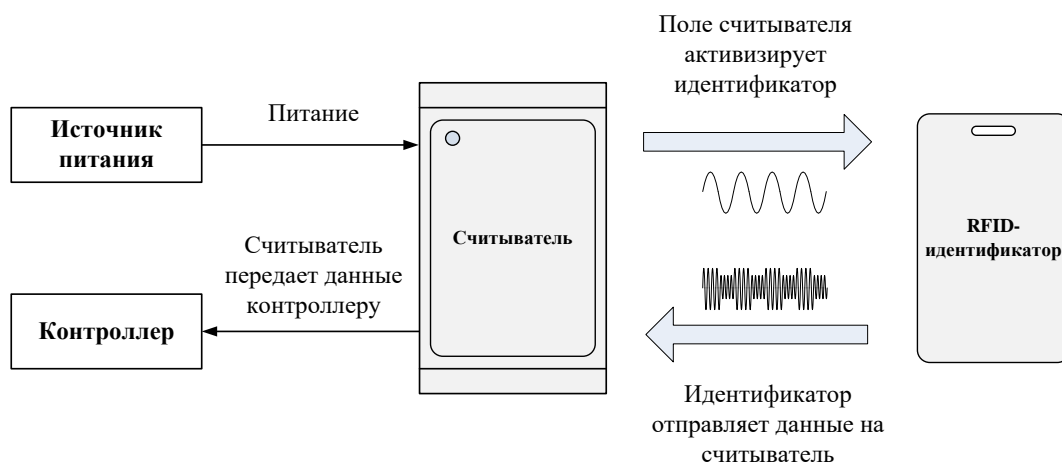 Поле считывателя
активизирует
идентификатор
Источник
питания
Питание
Считыватель
передает данные
контроллеру
Считыватель
RFID-
идентификатор
Контроллер
Идентификатор
отправляет данные на
считыватель